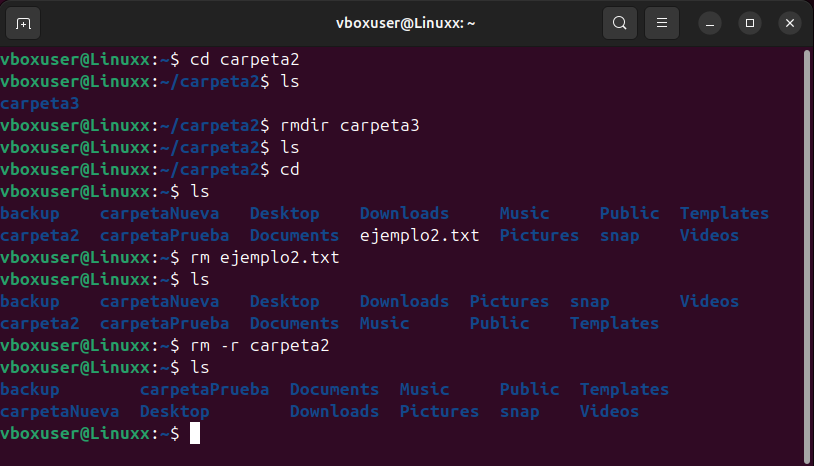 vboxuser@Linuxx: ~
vboxuser@Linuxx:~$ cd carpeta2
vboxuser@Linuxx:~/carpeta2$ ls
carpeta3
vboxuser@Linuxx:~/carpeta2$ rmdir carpeta3
vboxuser@Linuxx:~/carpeta2$ ls
vboxuser@Linuxx:~/carpeta2$ cd
vboxuser@Linuxx:~$ ls
backup    carpetaNueva   Desktop    Downloads     Music     Public  Templates
carpeta2  carpetaPrueba  Documents  ejemplo2.txt  Pictures  snap    Videos
vboxuser@Linuxx:~$ rm ejemplo2.txt
vboxuser@Linuxx:~$ ls
backup    carpetaNueva   Desktop    Downloads  Pictures  snap       Videos
carpeta2  carpetaPrueba  Documents  Music      Public    Templates
vboxuser@Linuxx:~$ rm -r carpeta2
vboxuser@Linuxx:~$ ls
backup        carpetaPrueba  Documents  Music     Public  Templates
carpetaNueva  Desktop        Downloads  Pictures  snap    Videos
vboxuser@Linuxx:~$